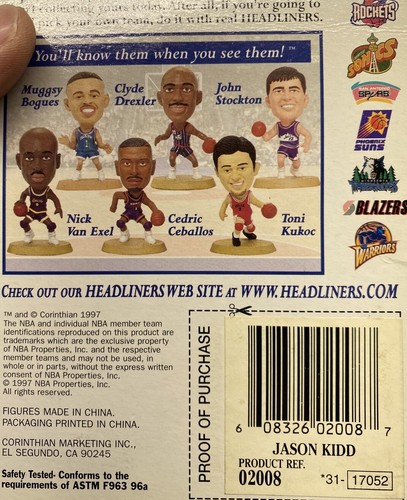 collecting yours today. After all, if you're going to
pick your own team, do it with real HEADLINERS.
You'll know them when you see them!™
Muggsy
Bogues
Clyde
Drexler
John
Stockton
Nick
Van Exel
Cedric
Ceballos
Toni
Kukoc
ROCKETS
SONICS
SPURS
PHOENIX
SUNS
BLAZERS
WARRIORS
CHECK OUT OUR HEADLINERS WEB SITE AT WWW.HEADLINERS.COM
™ and © Corinthian 1997
The NBA and individual NBA member team
identifications reproduced on this product are
trademarks which are the exclusive property
of NBA Properties, Inc. and the respective
member teams and may not be used, in
whole or in parts, without the express written
consent of NBA Properties, Inc.
© 1997 NBA Properties, Inc.
All rights reserved.
FIGURES MADE IN CHINA.
PACKAGING PRINTED IN CHINA.
CORINTHIAN MARKETING INC.,
EL SEGUNDO, CA 90245
Safety Tested- Conforms to the
requirements of ASTM F963 96a
PROOF OF PURCHASE
6 08326 02008 7
JASON KIDD
PRODUCT REF.
02008
*31- 17052